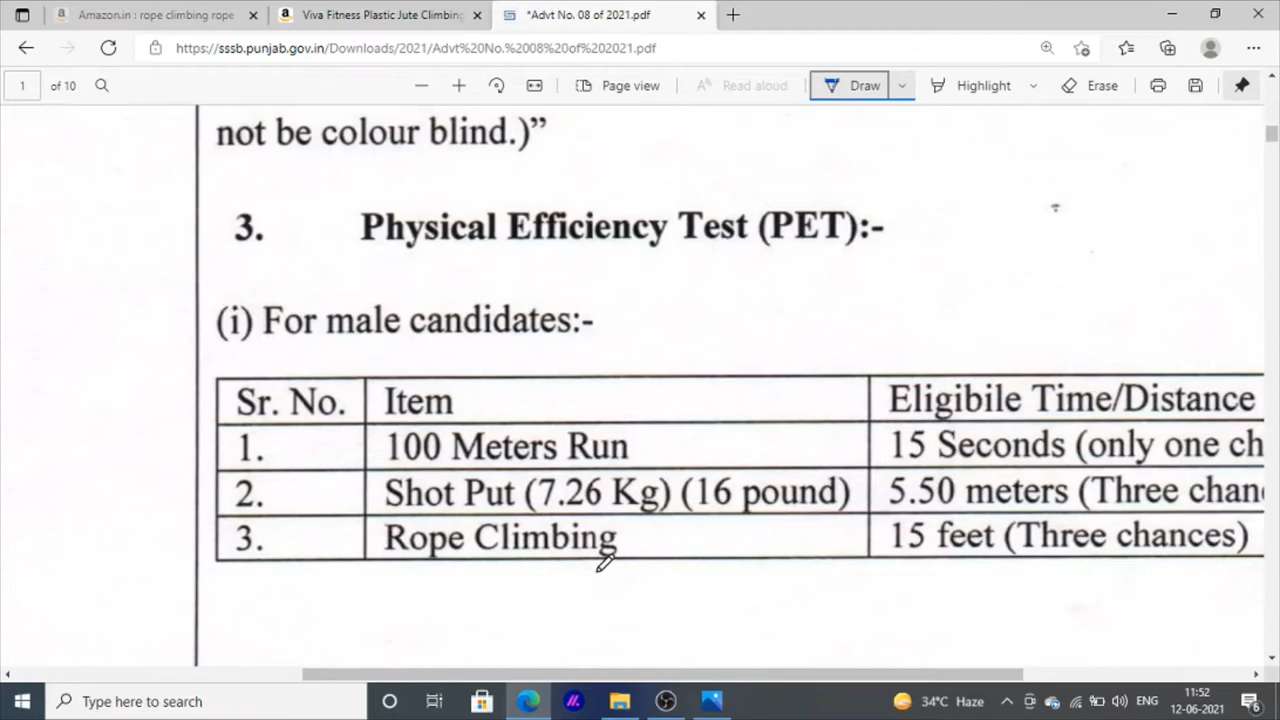 Amazon.in : rope climbing rope
Viva Fitness Plastic Jute Climbing
*Advt No. 08 of 2021.pdf
https://sssb.punjab.gov.in/Downloads/2021/Advt%20No.%2008%20of%202021.pdf
1 of 10
Page view
Read aloud
Draw
Highlight
Erase
not be colour blind.)”
3. Physical Efficiency Test (PET):-
(i) For male candidates:-
Sr. No. Item Eligibile Time/Distance
1. 100 Meters Run 15 Seconds (only one ch
2. Shot Put (7.26 Kg) (16 pound) 5.50 meters (Three chan
3. Rope Climbing 15 feet (Three chances)
Type here to search
34°C Haze
ENG
11:52
12-06-2021
6